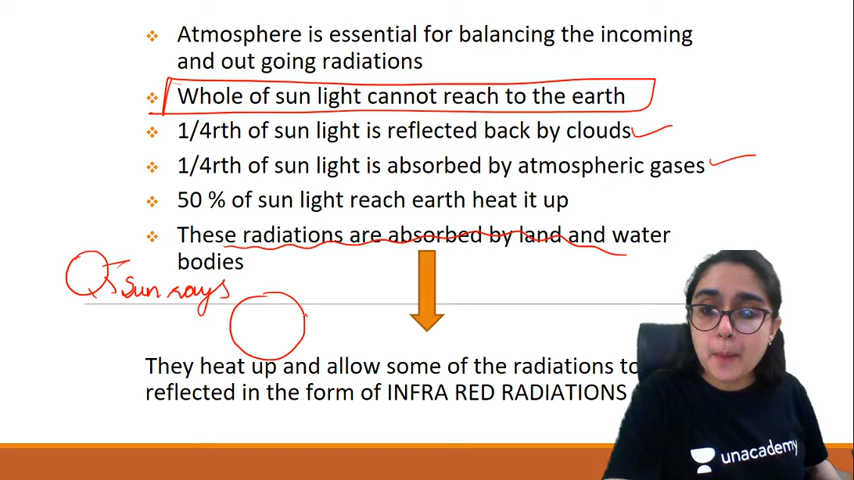 Atmosphere is essential for balancing the incoming
and out going radiations
Whole of sun light cannot reach to the earth
1/4rth of sun light is reflected back by clouds
1/4rth of sun light is absorbed by atmospheric gases
50 % of sun light reach earth heat it up
These radiations are absorbed by land and water
bodies
Sun rays
They heat up and allow some of the radiations to
reflected in the form of INFRA RED RADIATIONS
unacademy